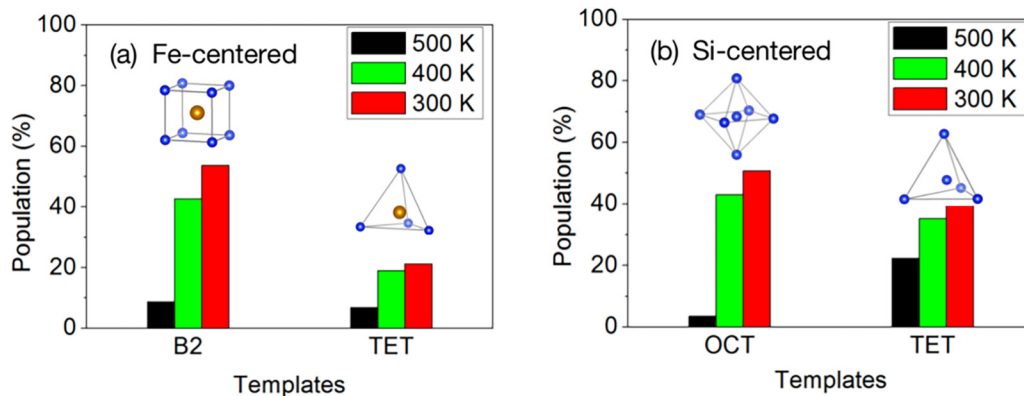 (a) Fe-centered
500 K
400 K
300 K
Population (%)
100
80
60
40
20
0
B2
TET
Templates
(b) Si-centered
500 K
400 K
300 K
Population (%)
100
80
60
40
20
0
OCT
TET
Templates